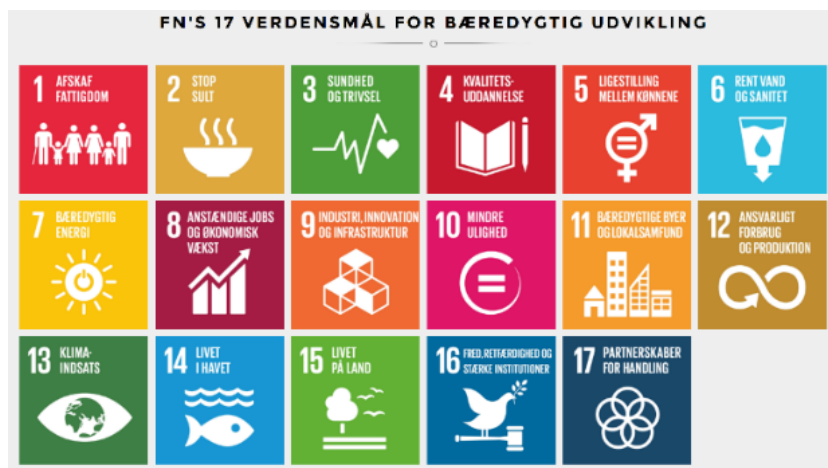 FN'S 17 VERDENSMÅL FOR BÆREDYGTIG UDVIKLING
1 AFSKAF
FATTIGDOM
2 STOP
SULT
3 SUNDHED
OG TRIVSEL
4 KVALITETS-
UDDANNELSE
5 LIGESTILLING
MELLEM KØNNENE
6 RENT VAND
OG SANITET
7 BÆREDYGTIG
ENERGI
8 ANSTÆNDIGE JOBS
OG ØKONOMISK
VÆKST
9 INDUSTRI, INNOVATION
OG INFRASTRUKTUR
10 MINDRE
ULIGHED
11 BÆREDYGTIGE BYER
OG LOKALSAMFUND
12 ANSVARLIGT
FORBRUG
OG PRODUKTION
13 KLIMA-
INDSATS
14 LIVET
I HAVET
15 LIVET
PÅ LAND
16 FRED, RETFÆRDIGHED OG
STÆRKE INSTITUTIONER
17 PARTNERSKABER
FOR HANDLING